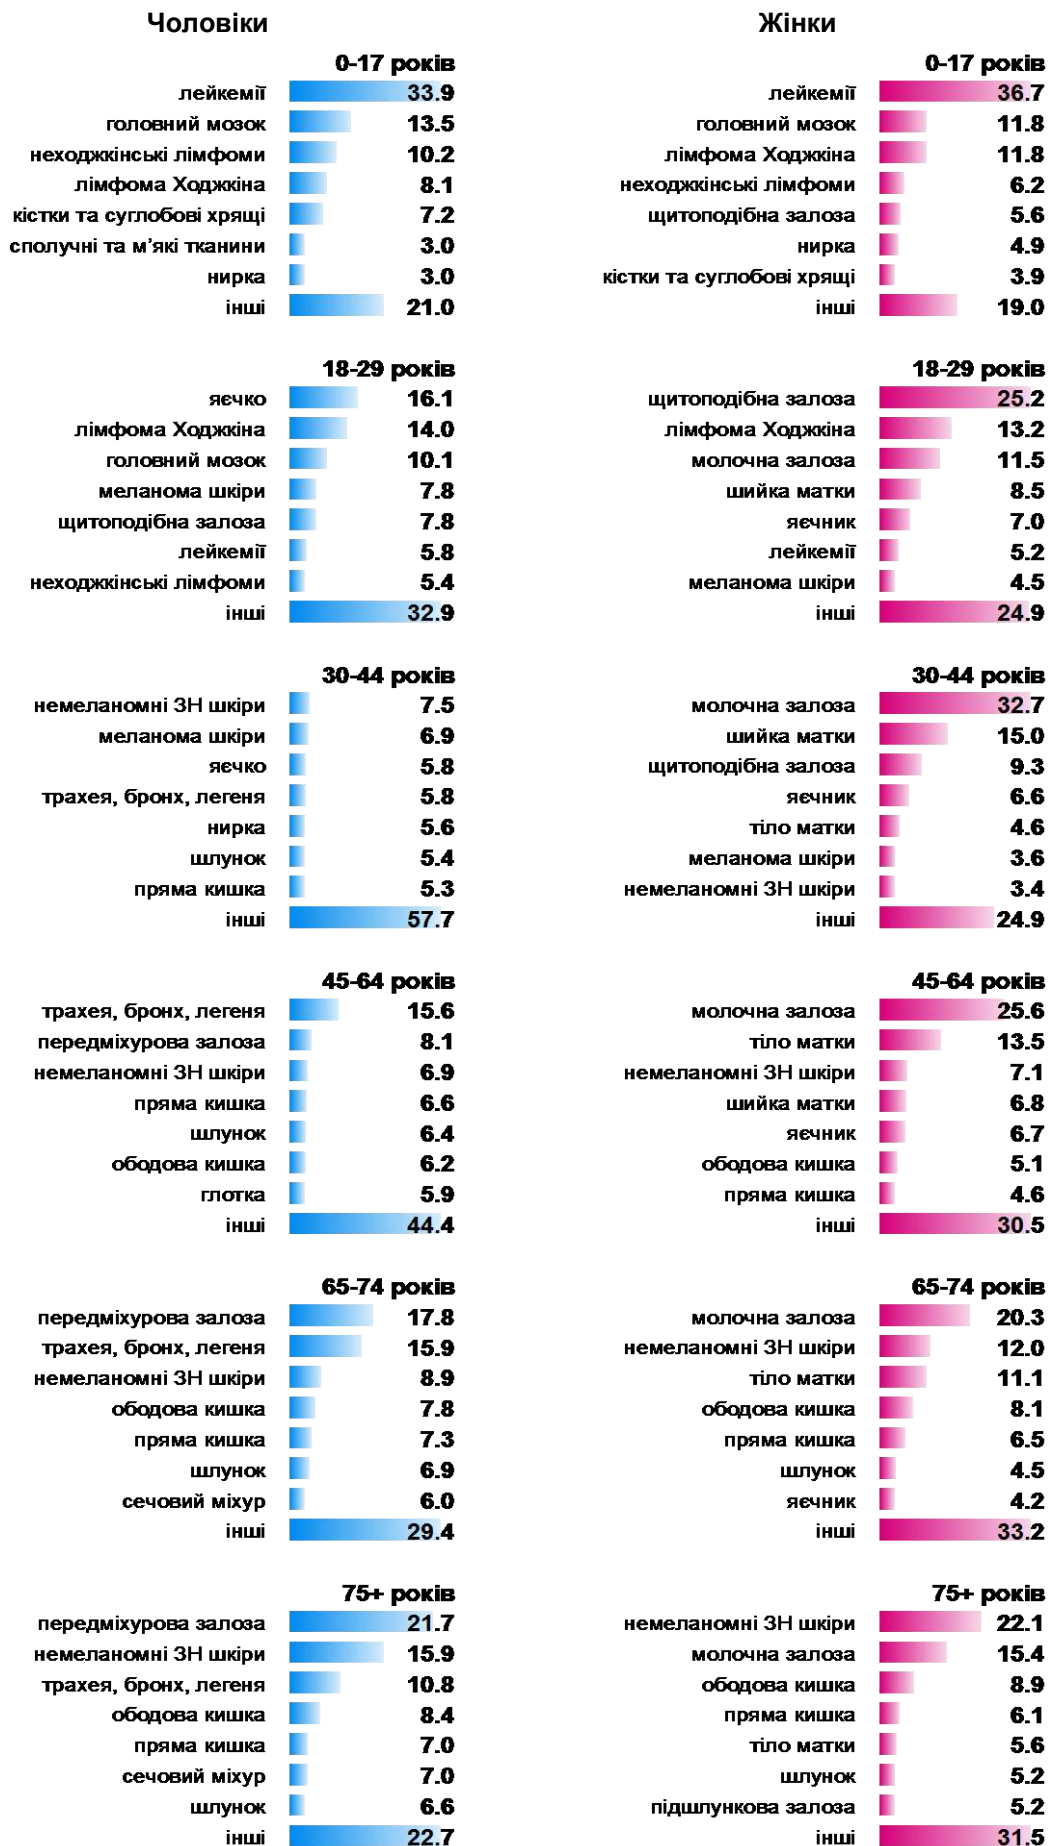 Чоловіки
0-17 років
лейкемії 33.9
головний мозок 13.5
неходжкінські лімфоми 10.2
лімфома Ходжкіна 8.1
кістки та суглобові хрящі 7.2
сполучні та м’які тканини 3.0
нирка 3.0
інші 21.0
18-29 років
яєчко 16.1
лімфома Ходжкіна 14.0
головний мозок 10.1
меланома шкіри 7.8
щитоподібна залоза 7.8
лейкемії 5.8
неходжкінські лімфоми 5.4
інші 32.9
30-44 років
немеланомні ЗН шкіри 7.5
меланома шкіри 6.9
яєчко 5.8
трахея, бронх, легеня 5.8
нирка 5.6
шлунок 5.4
пряма кишка 5.3
інші 57.7
45-64 років
трахея, бронх, легеня 15.6
передміхурова залоза 8.1
немеланомні ЗН шкіри 6.9
пряма кишка 6.6
шлунок 6.4
ободова кишка 6.2
глотка 5.9
інші 44.4
65-74 років
передміхурова залоза 17.8
трахея, бронх, легеня 15.9
немеланомні ЗН шкіри 8.9
ободова кишка 7.8
пряма кишка 7.3
шлунок 6.9
сечовий міхур 6.0
інші 29.4
75+ років
передміхурова залоза 21.7
немеланомні ЗН шкіри 15.9
трахея, бронх, легеня 10.8
ободова кишка 8.4
пряма кишка 7.0
сечовий міхур 7.0
шлунок 6.6
інші 22.7
Жінки
0-17 років
лейкемії 36.7
головний мозок 11.8
лімфома Ходжкіна 11.8
неходжкінські лімфоми 6.2
щитоподібна залоза 5.6
нирка 4.9
кістки та суглобові хрящі 3.9
інші 19.0
18-29 років
щитоподібна залоза 25.2
лімфома Ходжкіна 13.2
молочна залоза 11.5
шийка матки 8.5
яєчник 7.0
лейкемії 5.2
меланома шкіри 4.5
інші 24.9
30-44 років
молочна залоза 32.7
шийка матки 15.0
щитоподібна залоза 9.3
яєчник 6.6
тіло матки 4.6
меланома шкіри 3.6
немеланомні ЗН шкіри 3.4
інші 24.9
45-64 років
молочна залоза 25.6
тіло матки 13.5
немеланомні ЗН шкіри 7.1
шийка матки 6.8
яєчник 6.7
ободова кишка 5.1
пряма кишка 4.6
інші 30.5
65-74 років
молочна залоза 20.3
немеланомні ЗН шкіри 12.0
тіло матки 11.1
ободова кишка 8.1
пряма кишка 6.5
шлунок 4.5
яєчник 4.2
інші 33.2
75+ років
немеланомні ЗН шкіри 22.1
молочна залоза 15.4
ободова кишка 8.9
пряма кишка 6.1
тіло матки 5.6
шлунок 5.2
підшлункова залоза 5.2
інші 31.5